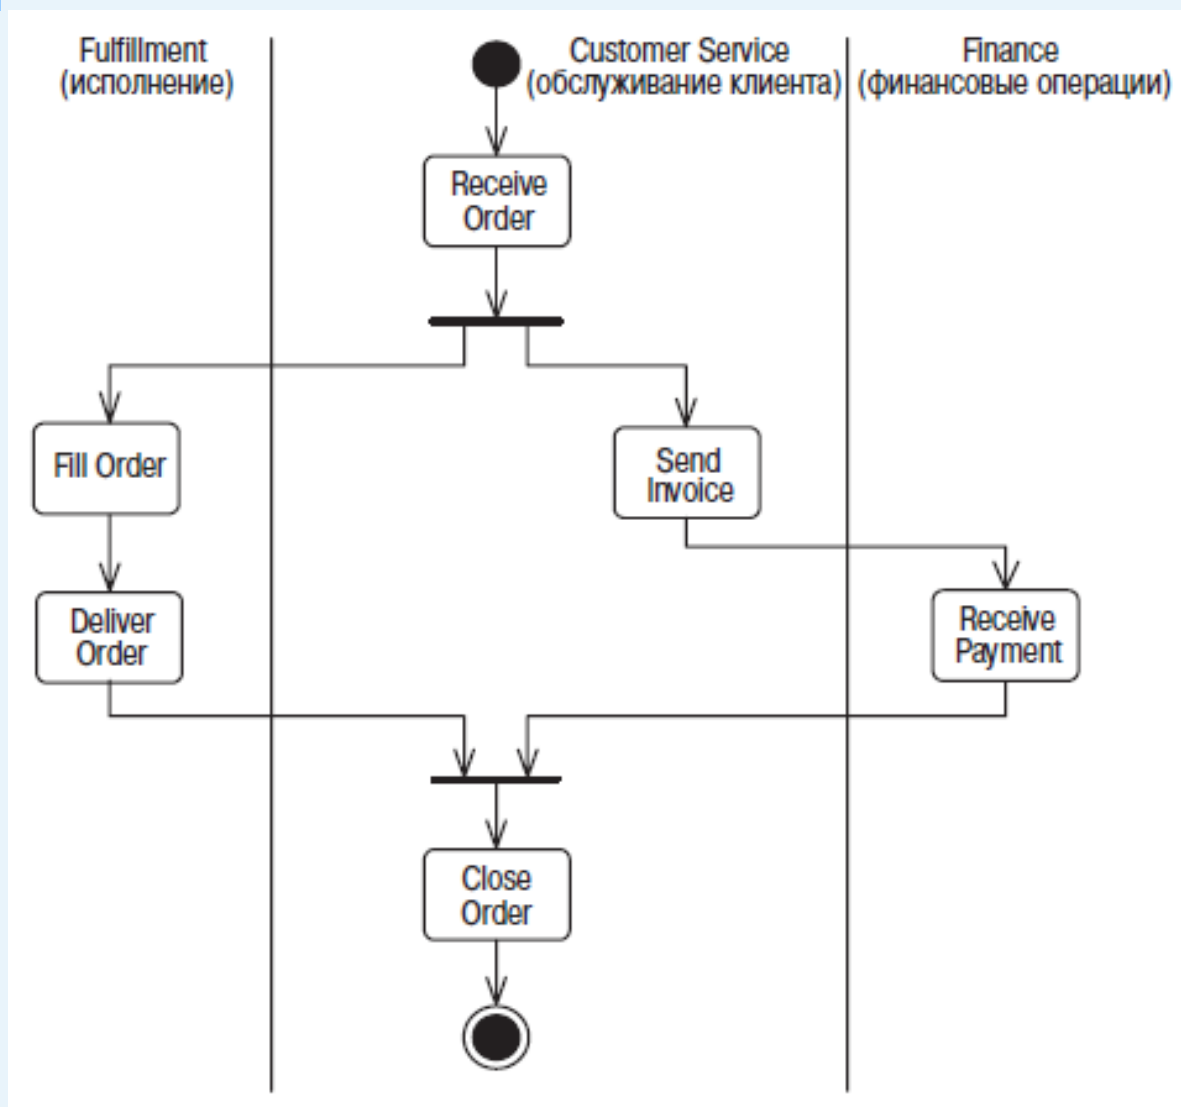 Fulfillment
(исполнение)
Customer Service
(обслуживание клиента)
Finance
(финансовые операции)
Receive
Order
Fill Order
Send
Invoice
Deliver
Order
Receive
Payment
Close
Order